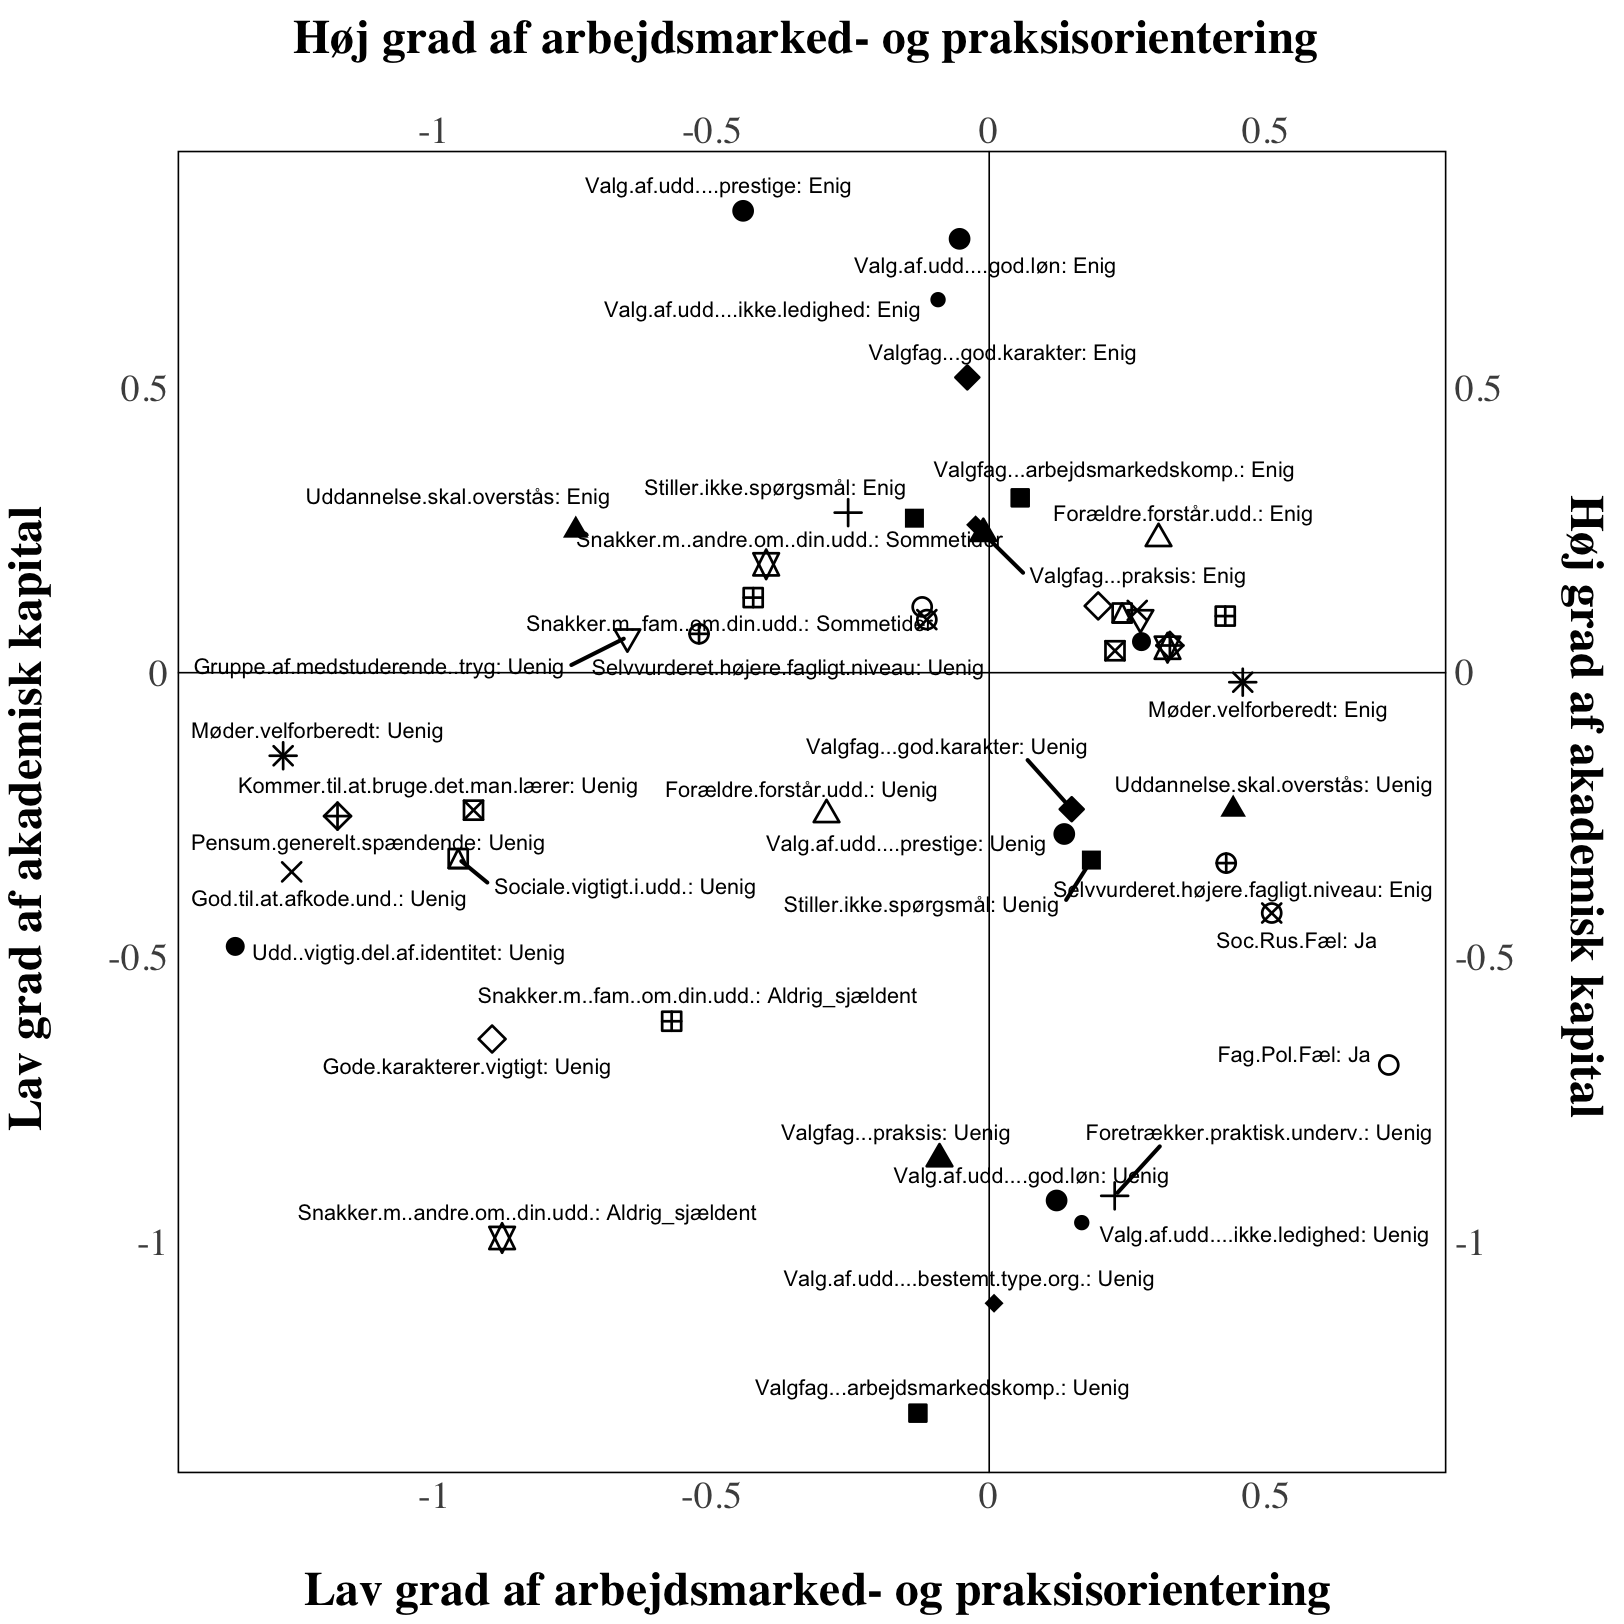 Høj grad af arbejdsmarked- og praksisorientering
-1 -0.5 0 0.5
Valg.af.udd....prestige: Enig
Valg.af.udd....god.løn: Enig
Valg.af.udd....ikke.ledighed: Enig
Valgfag...god.karakter: Enig
0.5 0.5
Valgfag...arbejdsmarkedskomp.: Enig
Stiller.ikke.spørgsmål: Enig
Uddannelse.skal.overstås: Enig
Forældre.forstår.udd.: Enig
Snakker.m..andre.om..din.udd.: Sommetider
Valgfag...praksis: Enig
Snakker.m..fam..om.din.udd.: Sommetider
Gruppe.af.medstuderende..tryg: Uenig
Selvvurderet.højere.fagligt.niveau: Uenig
0 0
Lav grad af akademisk kapital
Høj grad af akademisk kapital
Møder.velforberedt: Enig
Møder.velforberedt: Uenig
Valgfag...god.karakter: Uenig
Kommer.til.at.bruge.det.man.lærer: Uenig
Forældre.forstår.udd.: Uenig
Uddannelse.skal.overstås: Uenig
Pensum.generelt.spændende: Uenig
Valg.af.udd....prestige: Uenig
Sociale.vigtigt.i.udd.: Uenig
Selvvurderet.højere.fagligt.niveau: Enig
God.til.at.afkode.und.: Uenig
Stiller.ikke.spørgsmål: Uenig
Soc.Rus.Fæl: Ja
Udd..vigtig.del.af.identitet: Uenig
-0.5 -0.5
Snakker.m..fam..om.din.udd.: Aldrig_sjældent
Gode.karakterer.vigtigt: Uenig
Fag.Pol.Fæl: Ja
Valgfag...praksis: Uenig
Foretrækker.praktisk.underv.: Uenig
Valg.af.udd....god.løn: Uenig
Snakker.m..andre.om..din.udd.: Aldrig_sjældent
Valg.af.udd....ikke.ledighed: Uenig
-1 -1
Valg.af.udd....bestemt.type.org.: Uenig
Valgfag...arbejdsmarkedskomp.: Uenig
-1 -0.5 0 0.5
Lav grad af arbejdsmarked- og praksisorientering